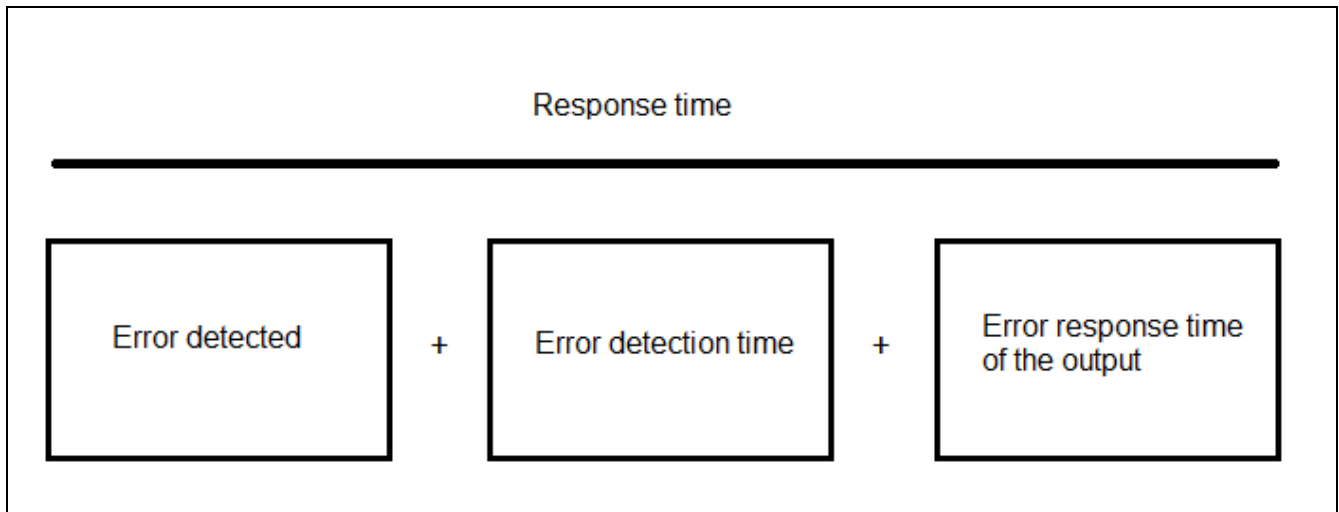 Response time
Error detected
+
Error detection time
+
Error response time
of the output